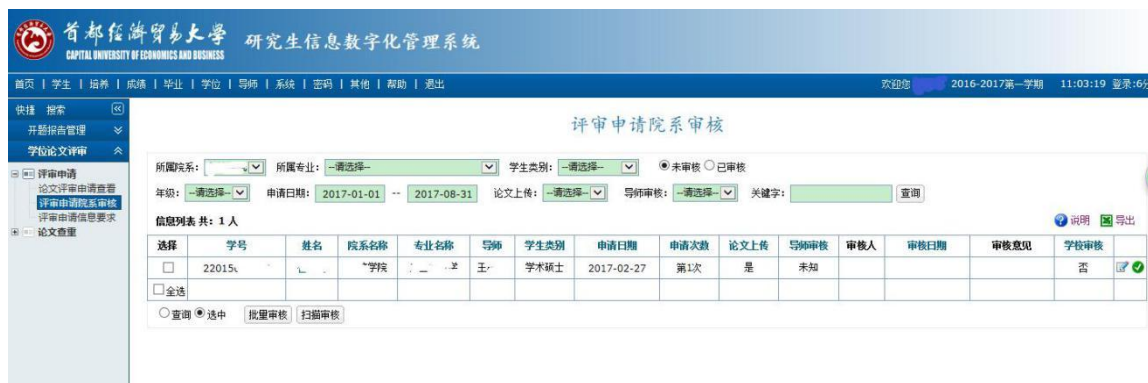 首都经济贸易大学 研究生信息数字化管理系统
CAPITAL UNIVERSITY OF ECONOMICS AND BUSINESS
首页 | 学生 | 培养 | 成绩 | 毕业 | 学位 | 导师 | 系统 | 密码 | 其他 | 帮助 | 退出 欢迎您 2016-2017第一学期 11:03:19 登录:6分
快捷 搜索
开题报告管理
学位论文评审
评审申请
论文评审申请查看
评审申请院系审核
评审申请信息要求
论文查重
评审申请院系审核
所属院系: 所属专业: --请选择-- 学生类别: --请选择-- 未审核 已审核
年级: --请选择-- 申请日期: 2017-01-01 -- 2017-08-31 论文上传: --请选择-- 导师审核: --请选择-- 关键字: 查询
信息列表 共: 1 人 说明 导出
选择 学号 姓名 院系名称 专业名称 导师 学生类别 申请日期 申请次数 论文上传 导师审核 审核人 审核日期 审核意见 学校审核
22015 学院 王 学术硕士 2017-02-27 第1次 是 未知 否
全选
查询 选中 批里审核 扫描审核